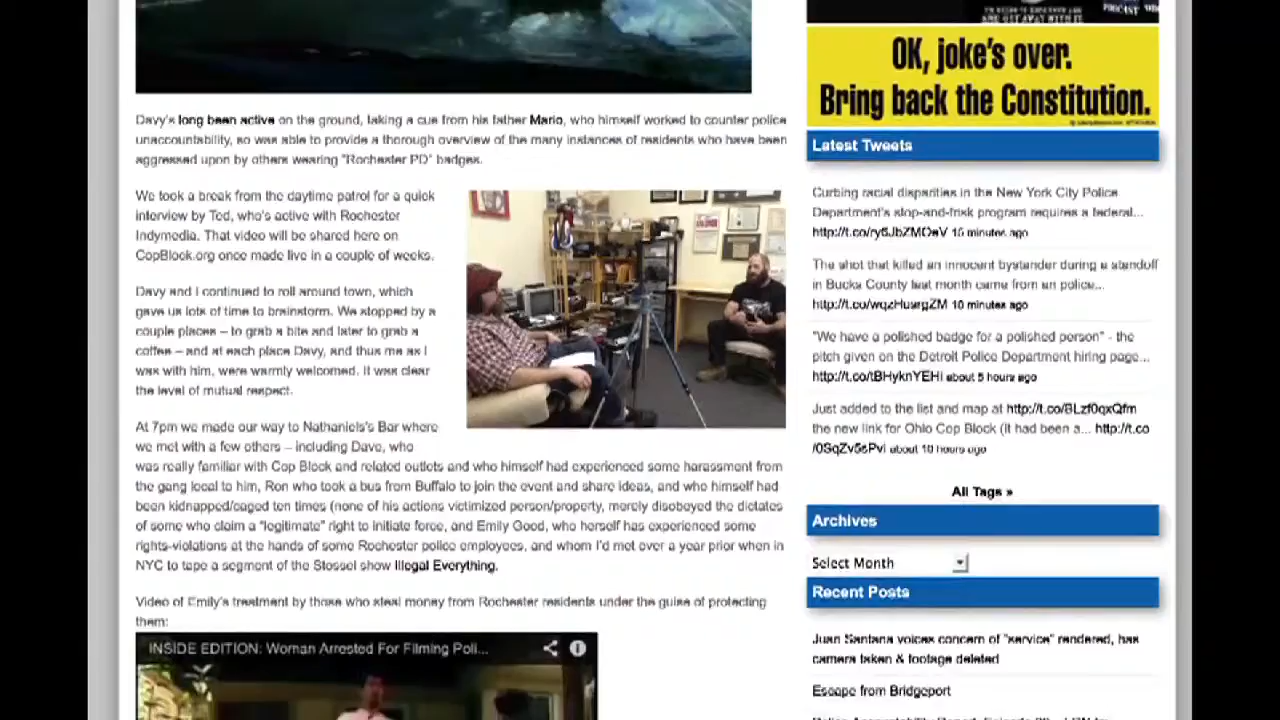 Davy's long been active on the ground, taking a cue from his father Mario, who himself worked to counter police
unaccountability, so was able to provide a thorough overview of the many instances of residents who have been
aggressed upon by others wearing "Rochester PD" badges.
We took a break from the daytime patrol for a quick
interview by Ted, who's active with Rochester
Indymedia. That video will be shared here on
CopBlock.org once made live in a couple of weeks.
Davy and I continued to roll around town, which
gave us lots of time to brainstorm. We stopped by a
couple places – to grab a bite and later to grab a
coffee – and at each place Davy, and thus me as I
was with him, were warmly welcomed. It was clear
the level of mutual respect.
At 7pm we made our way to Nathaniels's Bar where
we met with a few others – including Dave, who
was really familiar with Cop Block and related outlets and who himself had experienced some harassment from
the gang local to him, Ron who took a bus from Buffalo to join the event and share ideas, and who himself had
been kidnapped/caged ten times (none of his actions victimized person/property, merely disobeyed the dictates
of some who claim a "legitimate" right to initiate force, and Emily Good, who herself has experienced some
rights-violations at the hands of some Rochester police employees, and whom I'd met over a year prior when in
NYC to tape a segment of the Stossel show Illegal Everything.
Video of Emily's treatment by those who steal money from Rochester residents under the guise of protecting
them:
INSIDE EDITION: Woman Arrested For Filming Poli...
AND GET AWAY WITH IT
OK, joke's over.
Bring back the Constitution.
Latest Tweets
Curbing racial disparities in the New York City Police
Department's stop-and-frisk program requires a federal...
15 minutes ago
The shot that killed an innocent bystander during a standoff
in Bucks County last month came from an police...
10 minutes ago
"We have a polished badge for a polished person" - the
pitch given on the Detroit Police Department hiring page...
http://t.co/tBHyknYEHi about 5 hours ago
Just added to the list and map at http://t.co/BLzf0qxQfm
the new link for Ohio Cop Block (it had been a... http://t.co
/0SqZv5sPvi about 10 hours ago
All Tags »
Archives
Select Month
Recent Posts
Juan Santana voices concern of "service" rendered, has
camera taken & footage deleted
Escape from Bridgeport